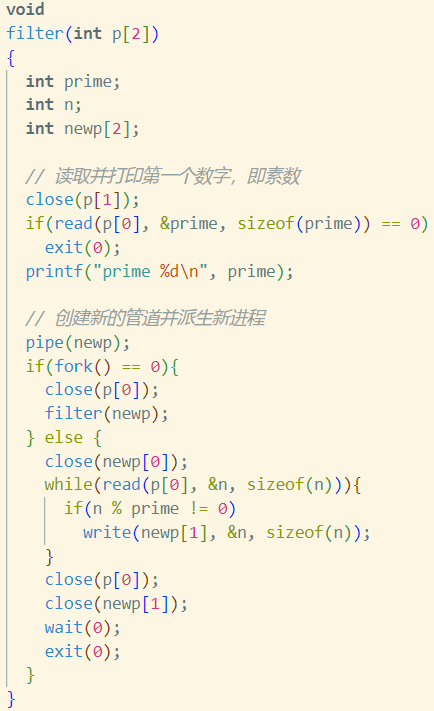 void
filter(int p[2])
{
  int prime;
  int n;
  int newp[2];

  // 读取并打印第一个数字，即素数
  close(p[1]);
  if(read(p[0], &prime, sizeof(prime)) == 0)
    exit(0);
  printf("prime %d\n", prime);

  // 创建新的管道并派生新进程
  pipe(newp);
  if(fork() == 0){
    close(p[0]);
    filter(newp);
  } else {
    close(newp[0]);
    while(read(p[0], &n, sizeof(n))){
      if(n % prime != 0)
        write(newp[1], &n, sizeof(n));
    }
    close(p[0]);
    close(newp[1]);
    wait(0);
    exit(0);
  }
}